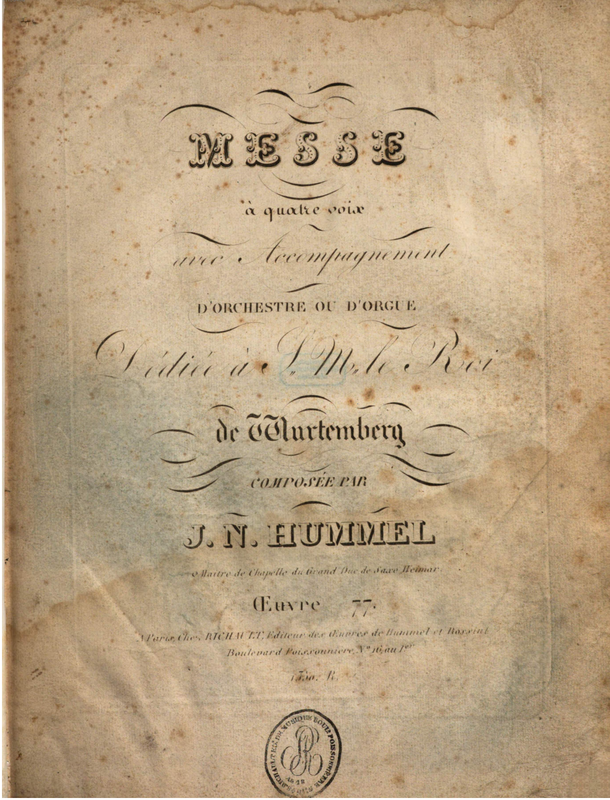 MESSE
à quatre voix
avec Accompagnement
D'ORCHESTRE OU D'ORGUE
Dédiée à S. M. le Roi
de Wurtemberg
COMPOSÉE PAR
J. N. HUMMEL
Maitre de Chapelle du Grand Duc de Saxe Weimar.
Œuvre 77.
A Paris, Chez RICHAULT, Editeur des Œuvres de Hummel et Rossini
Boulevard Poissonniere, N.º 16, au 1.er